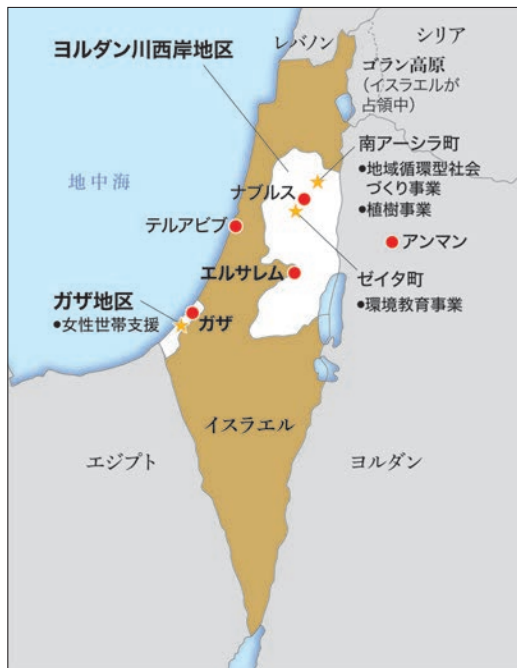 レバノン
シリア
ヨルダン川西岸地区
ゴラン高原
(イスラエルが
占領中)
南アーシラ町
●地域循環型社会
づくり事業
●植樹事業
地中海
ナブルス
テルアビブ
アンマン
エルサレム
ゼイタ町
●環境教育事業
ガザ地区
●女性世帯支援
ガザ
イスラエル
エジプト
ヨルダン